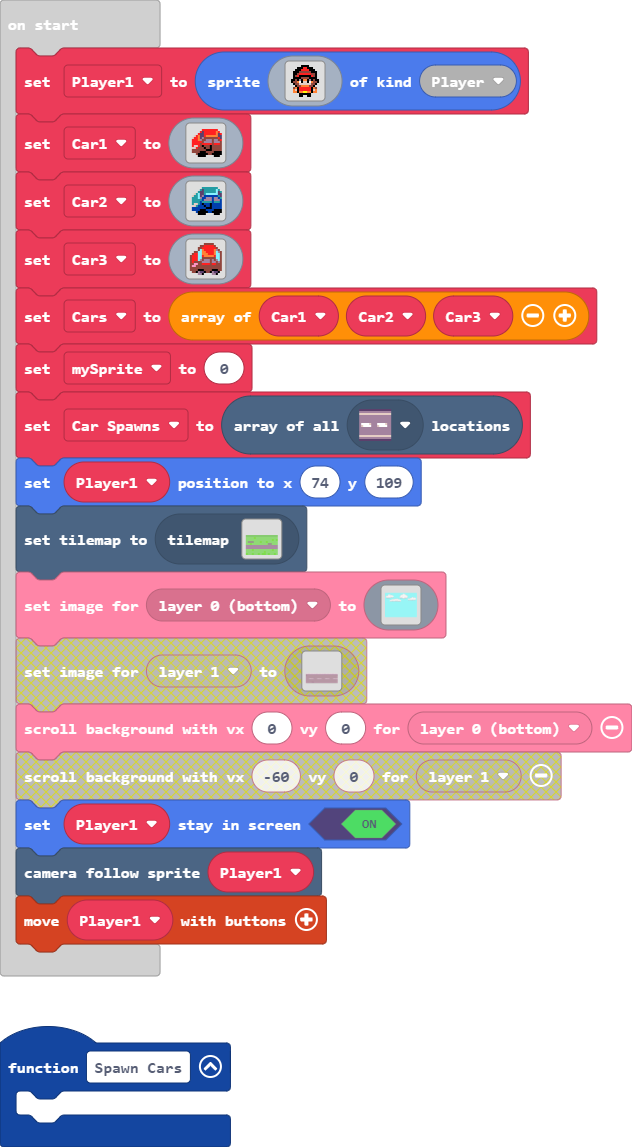 on start
set Player1 to sprite of kind Player
set Car1 to
set Car2 to
set Car3 to
set Cars to array of Car1 Car2 Car3
set mySprite to 0
set Car Spawns to array of all locations
set Player1 position to x 74 y 109
set tilemap to tilemap
set image for layer 0 (bottom) to
set image for layer 1 to
scroll background with vx 0 vy 0 for layer 0 (bottom)
scroll background with vx -60 vy 0 for layer 1
set Player1 stay in screen ON
camera follow sprite Player1
move Player1 with buttons
function Spawn Cars